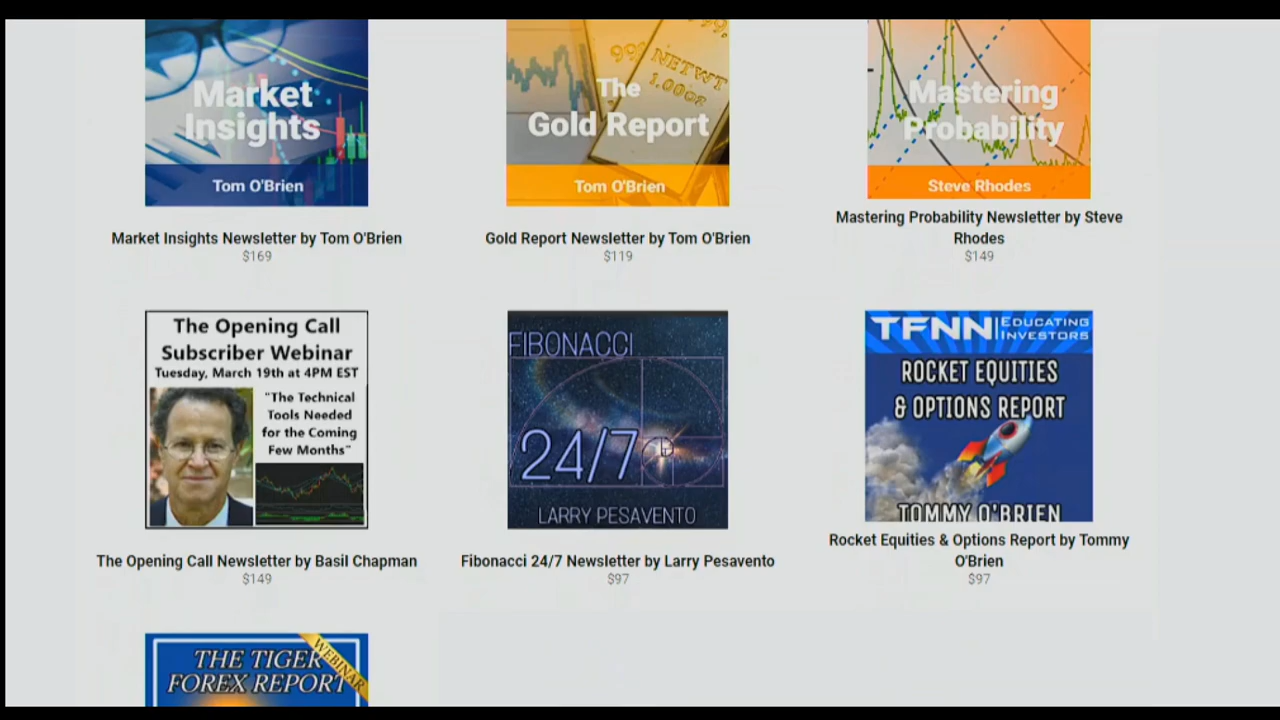 Market
Insights
Tom O'Brien
Market Insights Newsletter by Tom O'Brien
$169
999.
NET WT
1.00oz
The
Gold Report
Tom O'Brien
Gold Report Newsletter by Tom O'Brien
$119
Mastering
Probability
Steve Rhodes
Mastering Probability Newsletter by Steve
Rhodes
$149
The Opening Call
Subscriber Webinar
Tuesday, March 19th at 4PM EST
"The Technical
Tools Needed
for the Coming
Few Months"
The Opening Call Newsletter by Basil Chapman
$149
FIBONACCI
24/7
LARRY PESAVENTO
Fibonacci 24/7 Newsletter by Larry Pesavento
$97
TFNN EDUCATING
INVESTORS
ROCKET EQUITIES
& OPTIONS REPORT
TOMMY O'BRIEN
Rocket Equities & Options Report by Tommy
O'Brien
$97
THE TIGER
FOREX REPORT
WEBINAR